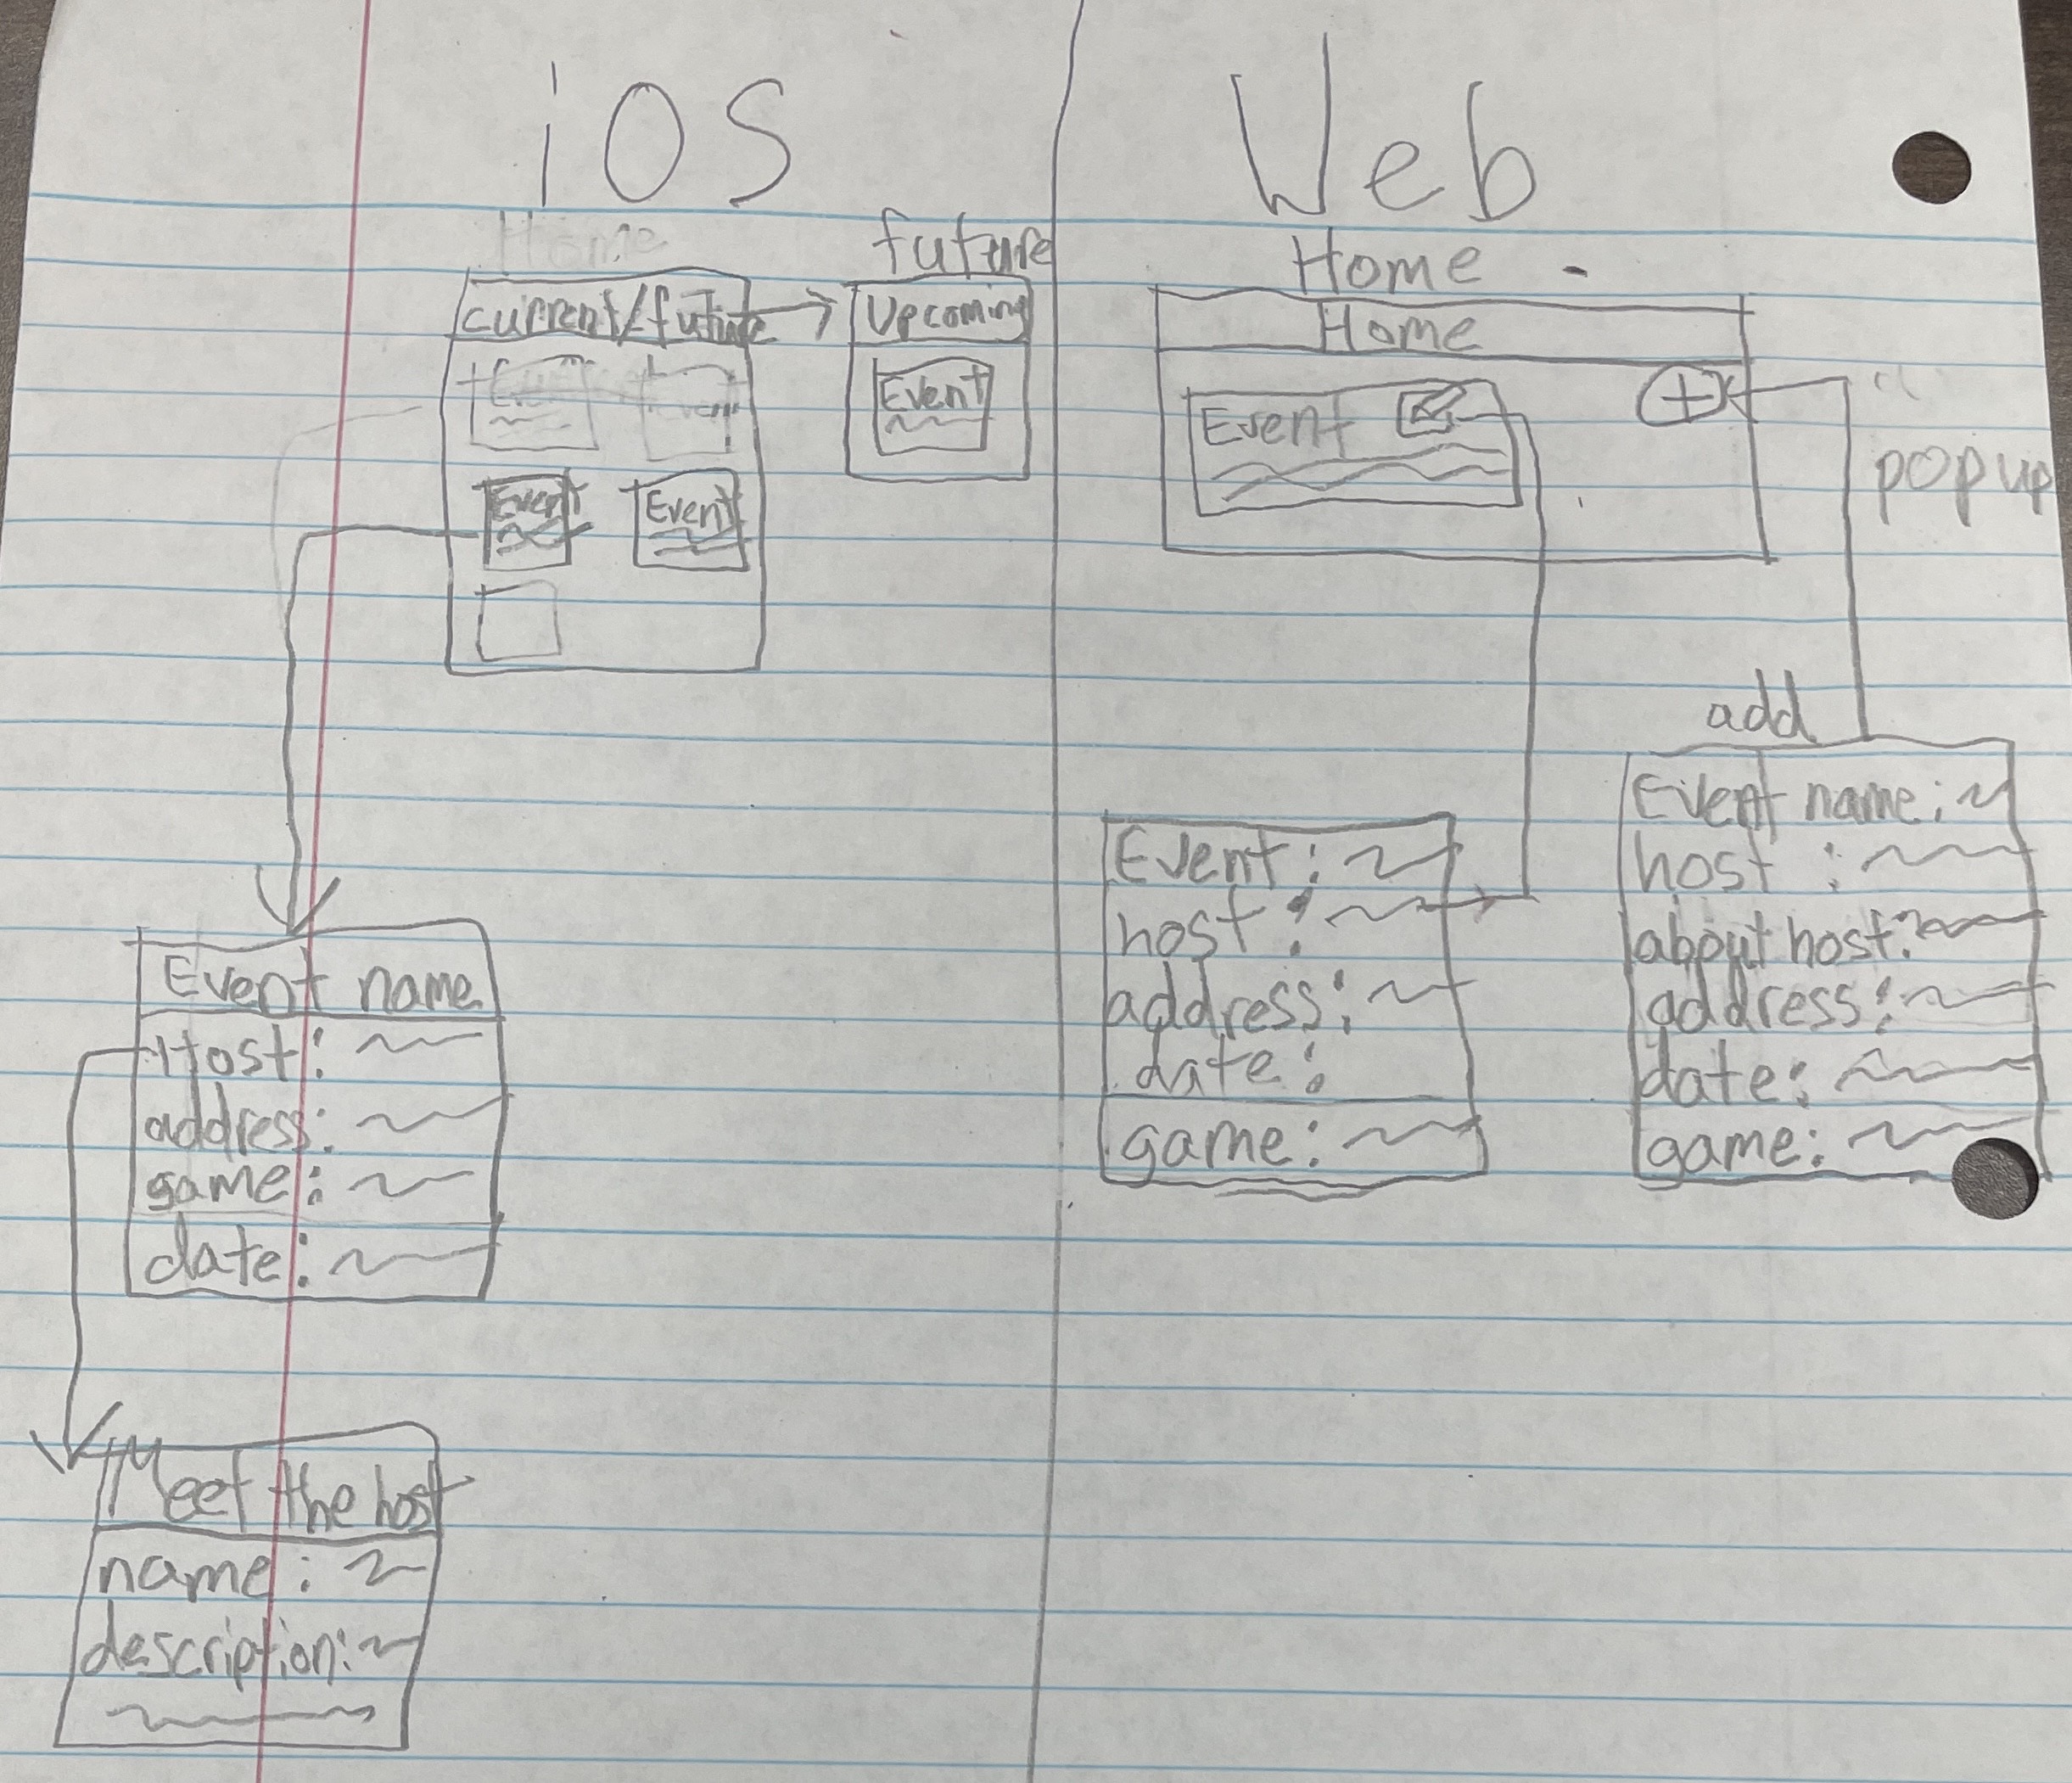 iOS
Home
current/future
Event
Event
Event
Event
future
Upcoming
Event
Event name
Host:
address:
game:
date:
Meet the host
name:
description:
Web
Home -
Home
Event
+
popup
add
Event name:
host :
about host:
address:
date:
game:
Event:
host:
address:
date:
game: